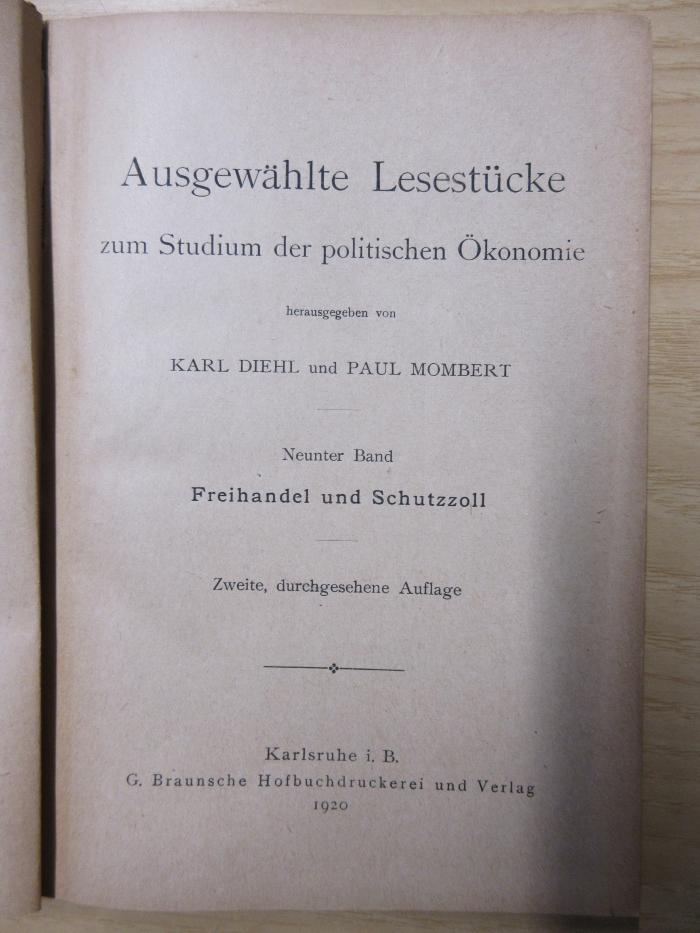 Ausgewählte Lesestücke
zum Studium der politischen Ökonomie
herausgegeben von
KARL DIEHL und PAUL MOMBERT
Neunter Band
Freihandel und Schutzzoll
Zweite, durchgesehene Auflage
Karlsruhe i. B.
G. Braunsche Hofbuchdruckerei und Verlag
1920